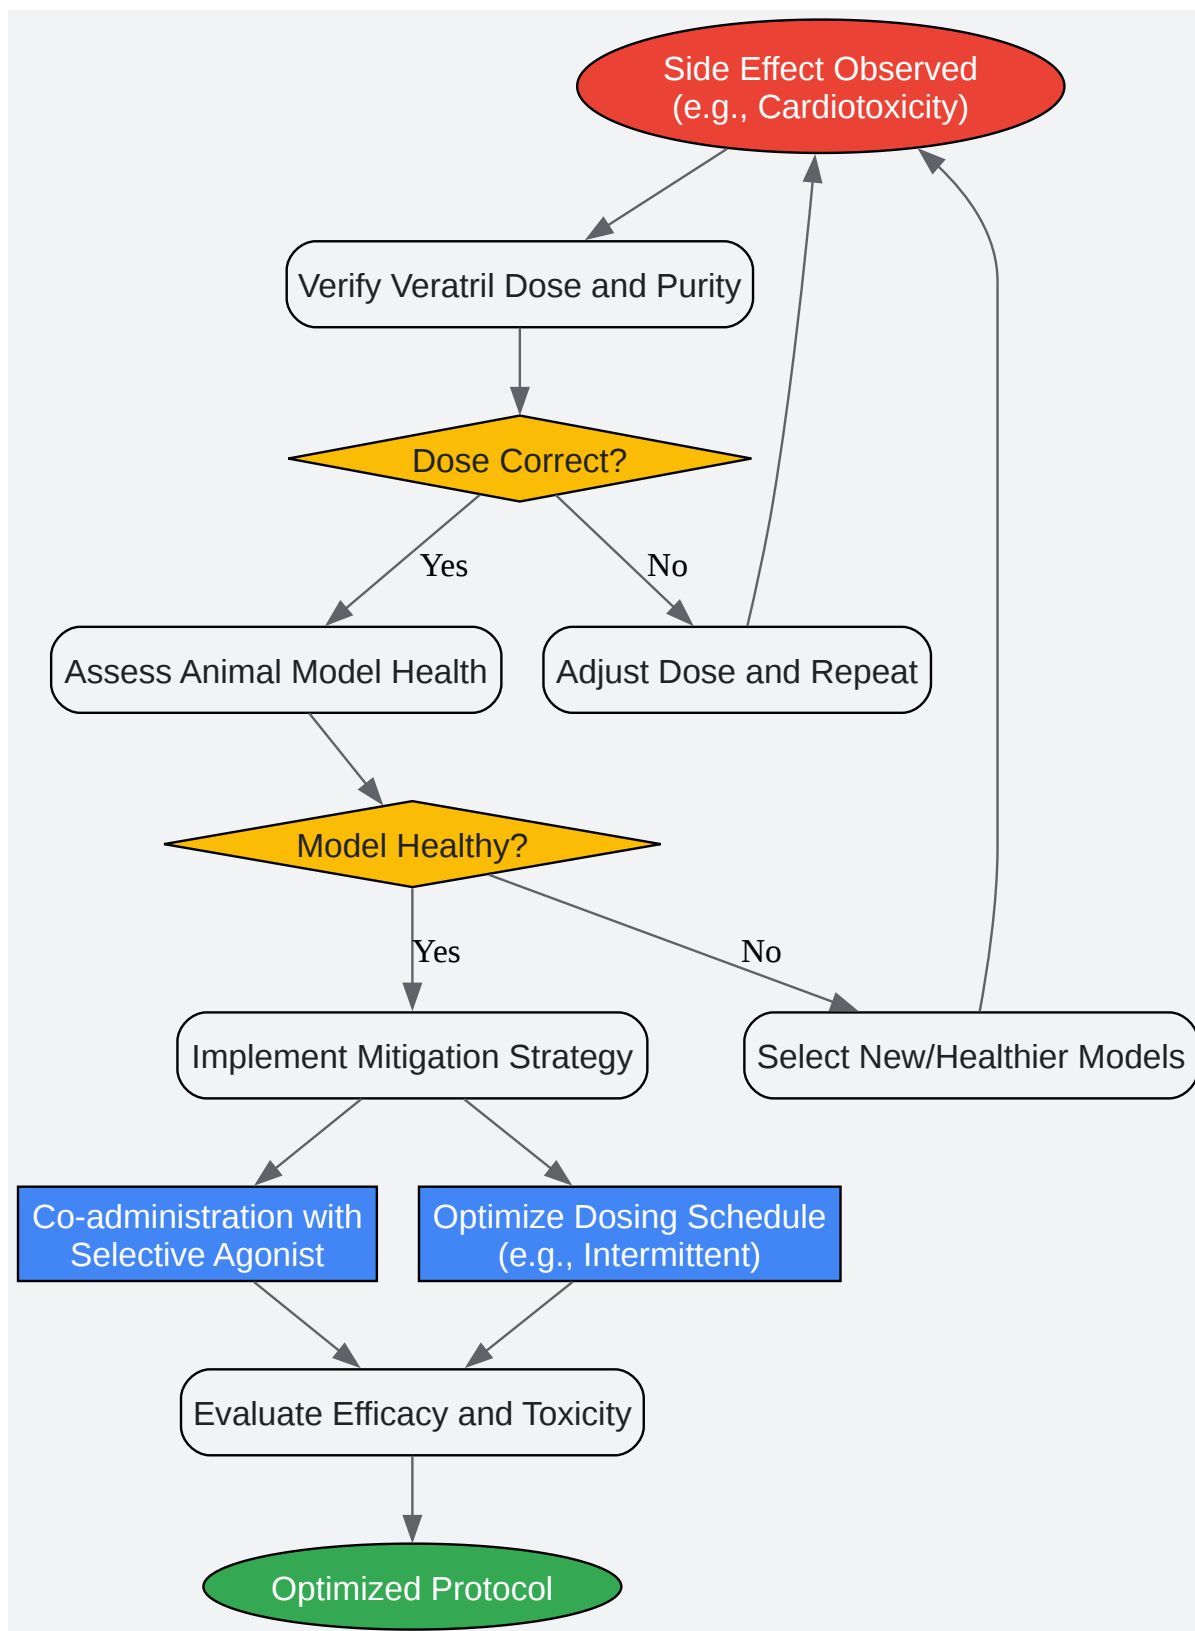 Side Effect Observed
(e.g., Cardiotoxicity)
Verify Veratril Dose and Purity
Dose Correct?
Yes
No
Assess Animal Model Health
Adjust Dose and Repeat
Model Healthy?
Yes
No
Implement Mitigation Strategy
Select New/Healthier Models
Co-administration with
Selective Agonist
Optimize Dosing Schedule
(e.g., Intermittent)
Evaluate Efficacy and Toxicity
Optimized Protocol